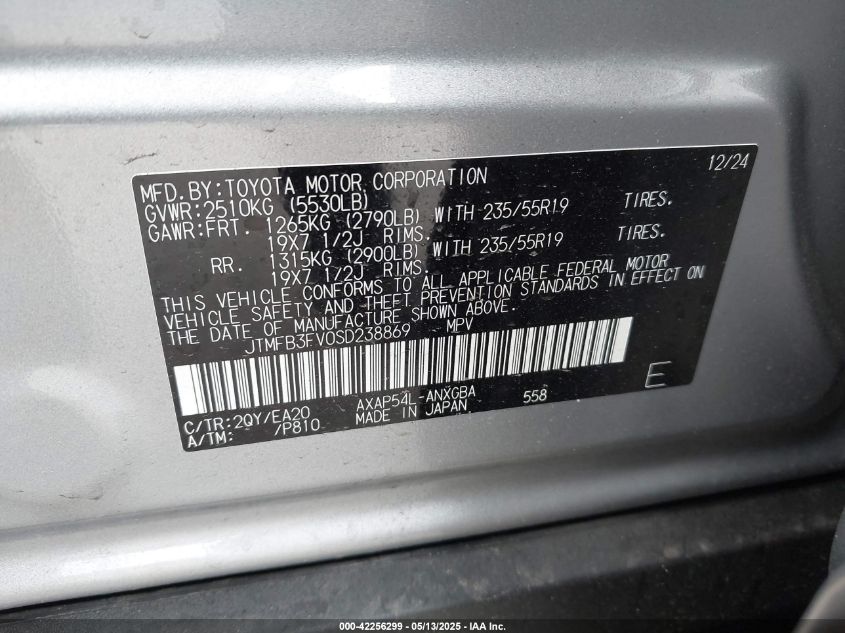 12/24
MFD. BY:TOYOTA MOTOR CORPORATION
GVWR:2510KG (5530LB)
GAWR:FRT. 1265KG (2790LB) WITH 235/55R19 TIRES.
19X7 1/2J RIMS.
RR. 1315KG (2900LB) WITH 235/55R19 TIRES.
19X7 1/2J RIMS.
THIS VEHICLE CONFORMS TO ALL APPLICABLE FEDERAL MOTOR
VEHICLE SAFETY AND THEFT PREVENTION STANDARDS IN EFFECT ON
THE DATE OF MANUFACTURE SHOWN ABOVE.
JTMFB3FV0SD238869 MPV
E
C/TR:2QY/EA20 AXAP54L-ANXGBA 558
A/TM: /P810 MADE IN JAPAN
000-42256299 — 05/13/2025 — IAA Inc.